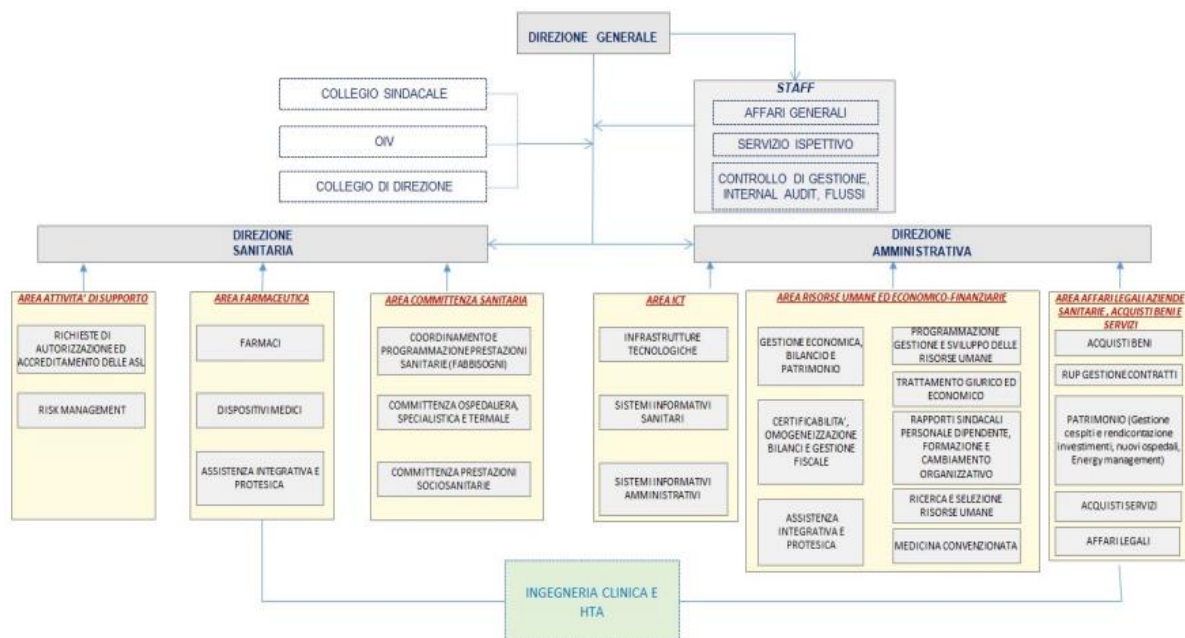 DIREZIONE GENERALE
STAFF
AFFARI GENERALI
SERVIZIO ISPETTIVO
CONTROLLO DI GESTIONE,
INTERNAL AUDIT, FLUSSI
COLLEGIO SINDACALE
OIV
COLLEGIO DI DIREZIONE
DIREZIONE
SANITARIA
DIREZIONE
AMMINISTRATIVA
AREA ATTIVITA' DI SUPPORTO
RICHIESTE DI
AUTORIZZAZIONE ED
ACCREDITAMENTO DELLE ASL
RISK MANAGEMENT
AREA FARMACEUTICA
FARMACI
DISPOSITIVI MEDICI
ASSISTENZA INTEGRATIVA E
PROTESICA
AREA COMMITTENZA SANITARIA
COORDINAMENTO E
PROGRAMMAZIONE PRESTAZIONI
SANITARIE (FABBISOGNI)
COMMITTENZA OSPEDALIERA,
SPECIALISTICA E TERMALE
COMMITTENZA PRESTAZIONI
SOCIOSANITARIE
AREA ICT
INFRASTRUTTURE
TECNOLOGICHE
SISTEMI INFORMATIVI
SANITARI
SISTEMI INFORMATIVI
AMMINISTRATIVI
AREA RISORSE UMANE ED ECONOMICO-FINANZIARIE
GESTIONE ECONOMICA,
BILANCIO E
PATRIMONIO
CERTIFICABILITA',
OMOGENEIZZAZIONE
BILANCI E GESTIONE
FISCALE
ASSISTENZA
INTEGRATIVA E
PROTESICA
PROGRAMMAZIONE
GESTIONE E SVILUPPO DELLE
RISORSE UMANE
TRATTAMENTO GIURICO ED
ECONOMICO
RAPPORTI SINDACALI
PERSONALE DIPENDENTE,
FORMAZIONE E
CAMBIAMENTO
ORGANIZZATIVO
RICERCA E SELEZIONE
RISORSE UMANE
MEDICINA CONVENZIONATA
AREA AFFARI LEGALI AZIENDE
SANITARIE, ACQUISTI BENI E
SERVIZI
ACQUISTI BENI
RUP GESTIONE CONTRATTI
PATRIMONIO (Gestione
cespiti e rendicontazione
investimenti, nuovi ospedali,
Energy management)
ACQUISTI SERVIZI
AFFARI LEGALI
INGEGNERIA CLINICA E
HTA